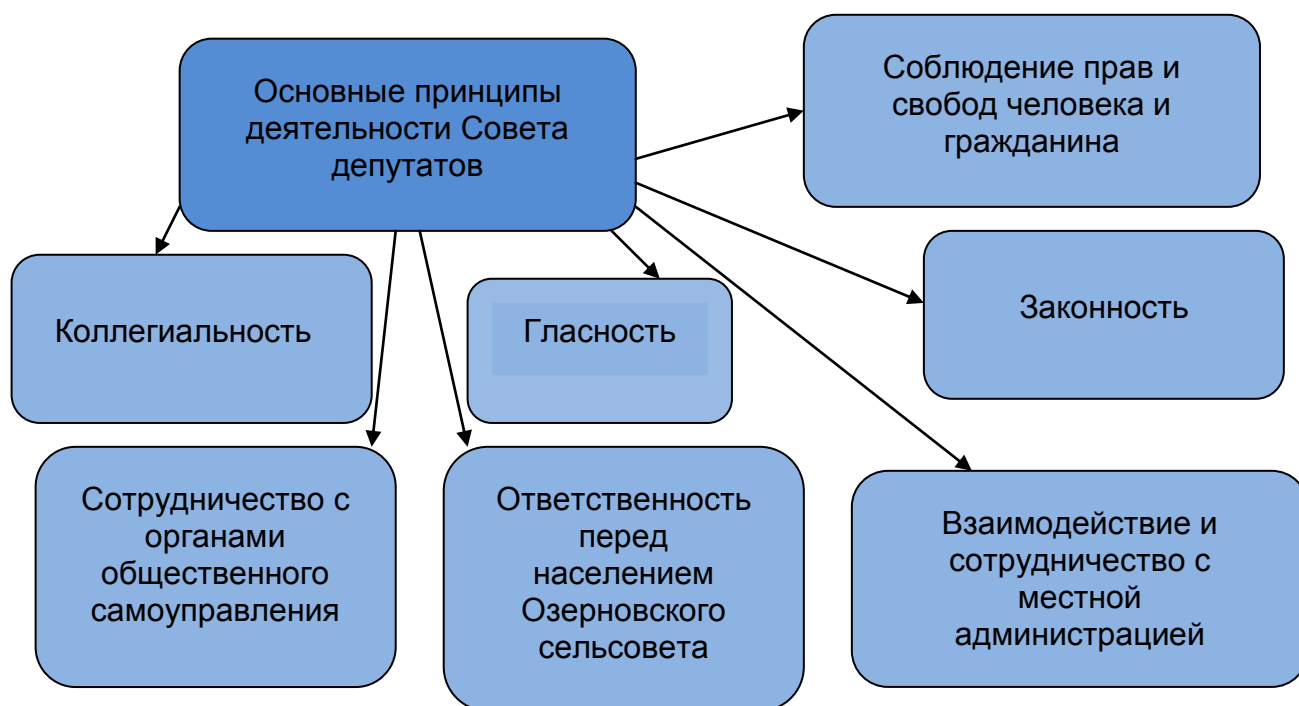 Основные принципы
деятельности Совета
депутатов
Соблюдение прав и
свобод человека и
гражданина
Коллегиальность
Гласность
Законность
Сотрудничество с
органами
общественного
самоуправления
Ответственность
перед
населением
Озерновского
сельсовета
Взаимодействие и
сотрудничество с
местной
администрацией